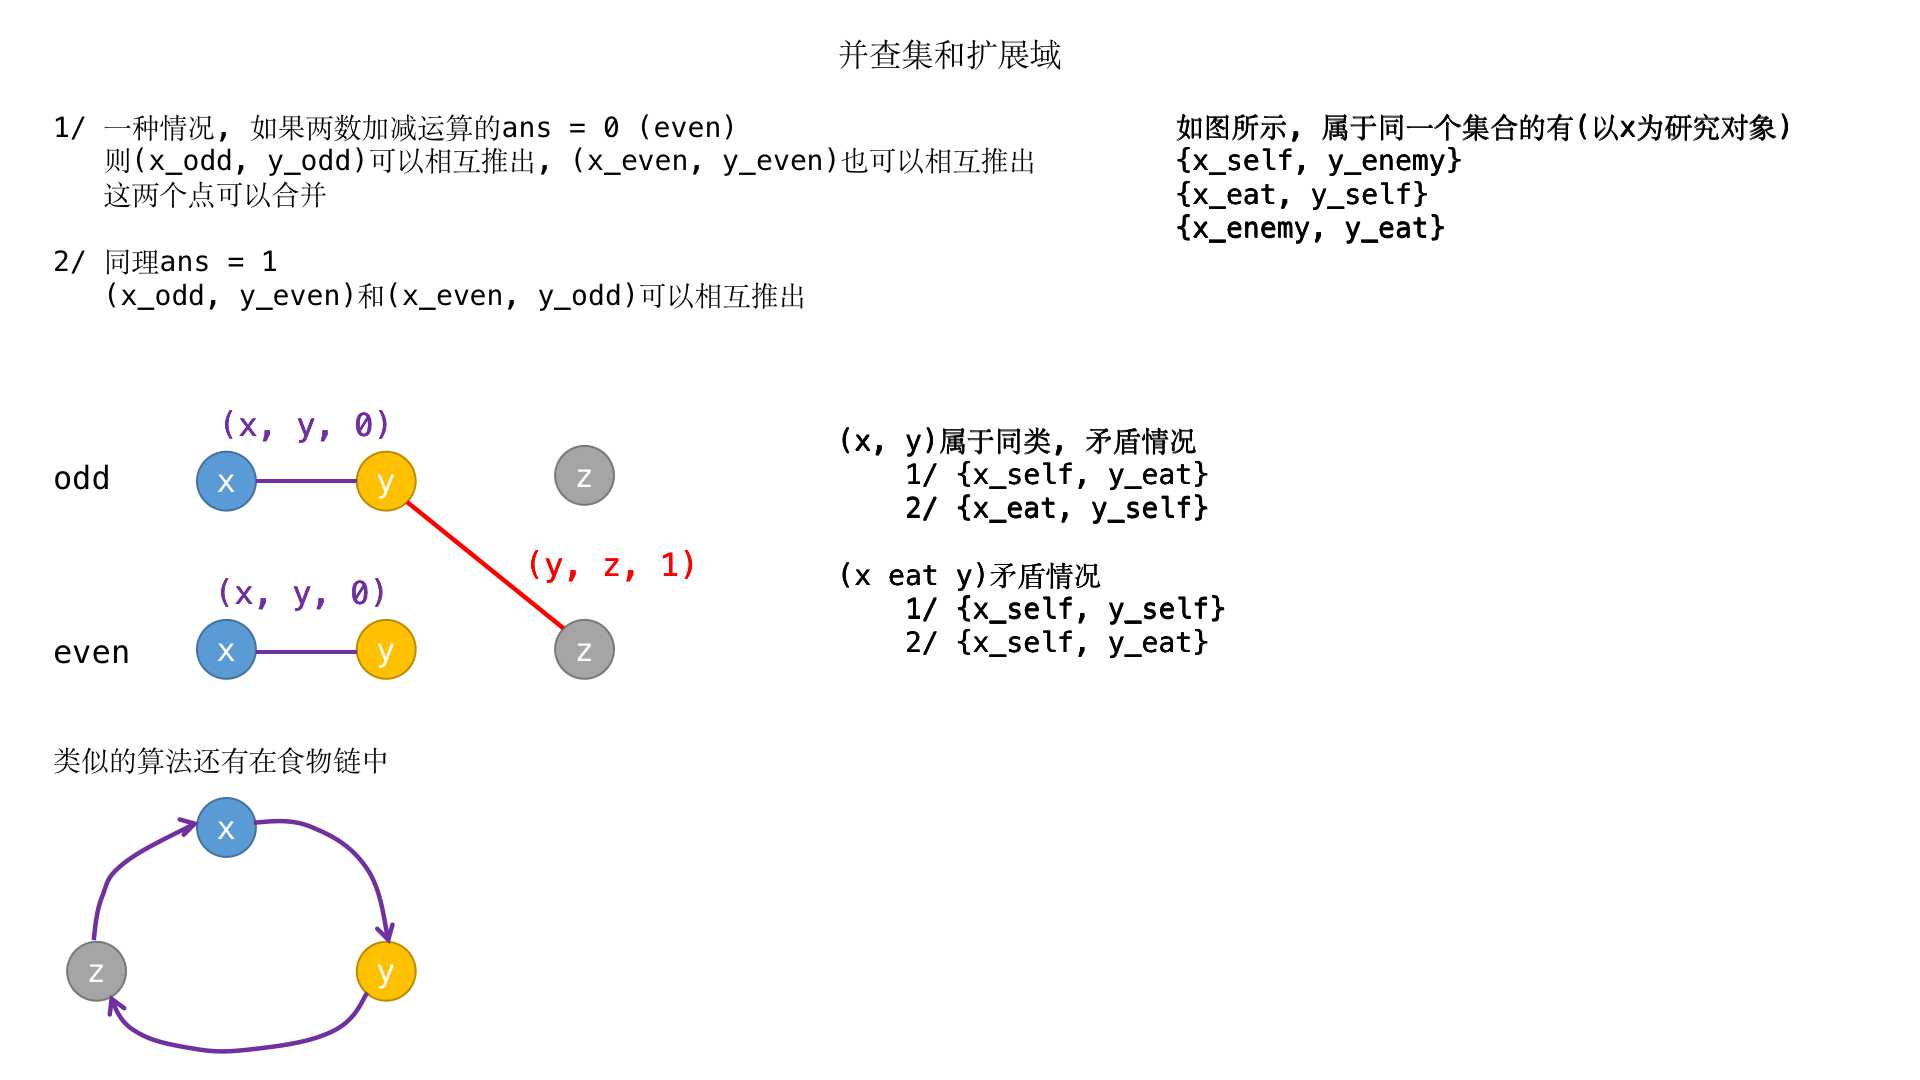 并查集和扩展域
1/ 一种情况, 如果两数加减运算的ans = 0 (even)
则(x_odd, y_odd)可以相互推出, (x_even, y_even)也可以相互推出
这两个点可以合并
2/ 同理ans = 1
(x_odd, y_even)和(x_even, y_odd)可以相互推出
如图所示, 属于同一个集合的有(以x为研究对象)
{x_self, y_enemy}
{x_eat, y_self}
{x_enemy, y_eat}
(x, y, 0)
odd
x
y
z
(y, z, 1)
(x, y, 0)
even
x
y
z
(x, y)属于同类, 矛盾情况
1/ {x_self, y_eat}
2/ {x_eat, y_self}
(x eat y)矛盾情况
1/ {x_self, y_self}
2/ {x_self, y_eat}
类似的算法还有在食物链中
x
z
y